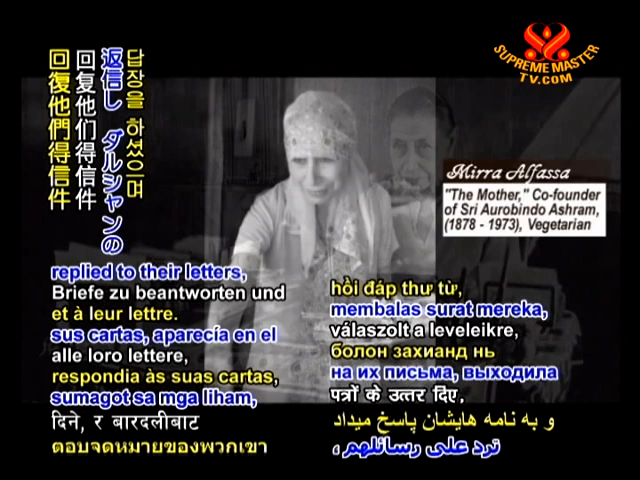 SUPREME MASTER
TV.COM
답장을 하셨으며
返信し ダルシャンの
回复他们得信件
回復他們得信件
Mirra Alfassa
"The Mother," Co-founder
of Sri Aurobindo Ashram,
(1878 - 1973), Vegetarian
replied to their letters,
Briefe zu beantworten und
et à leur lettre.
sus cartas, aparecía en el
alle loro lettere,
respondia às suas cartas,
sumagot sa mga liham,
दिने, र बारदलीबाट
ตอบจดหมายของพวกเขา
hồi đáp thư từ,
membalas surat mereka,
válaszolt a leveleikre,
болон захианд нь
на их письма, выходила
पत्रों के उत्तर दिए,
و به نامه هایشان پاسخ میداد
ترد على رسائلهم،